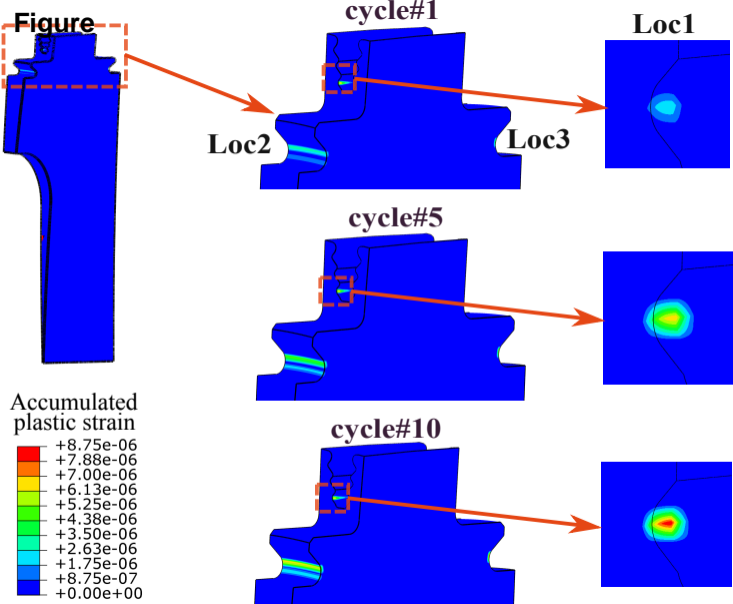 Figure
cycle#1
Loc1
Loc2
Loc3
cycle#5
cycle#10
Accumulated
plastic strain
+8.75e-06
+7.88e-06
+7.00e-06
+6.13e-06
+5.25e-06
+4.38e-06
+3.50e-06
+2.63e-06
+1.75e-06
+8.75e-07
+0.00e+00